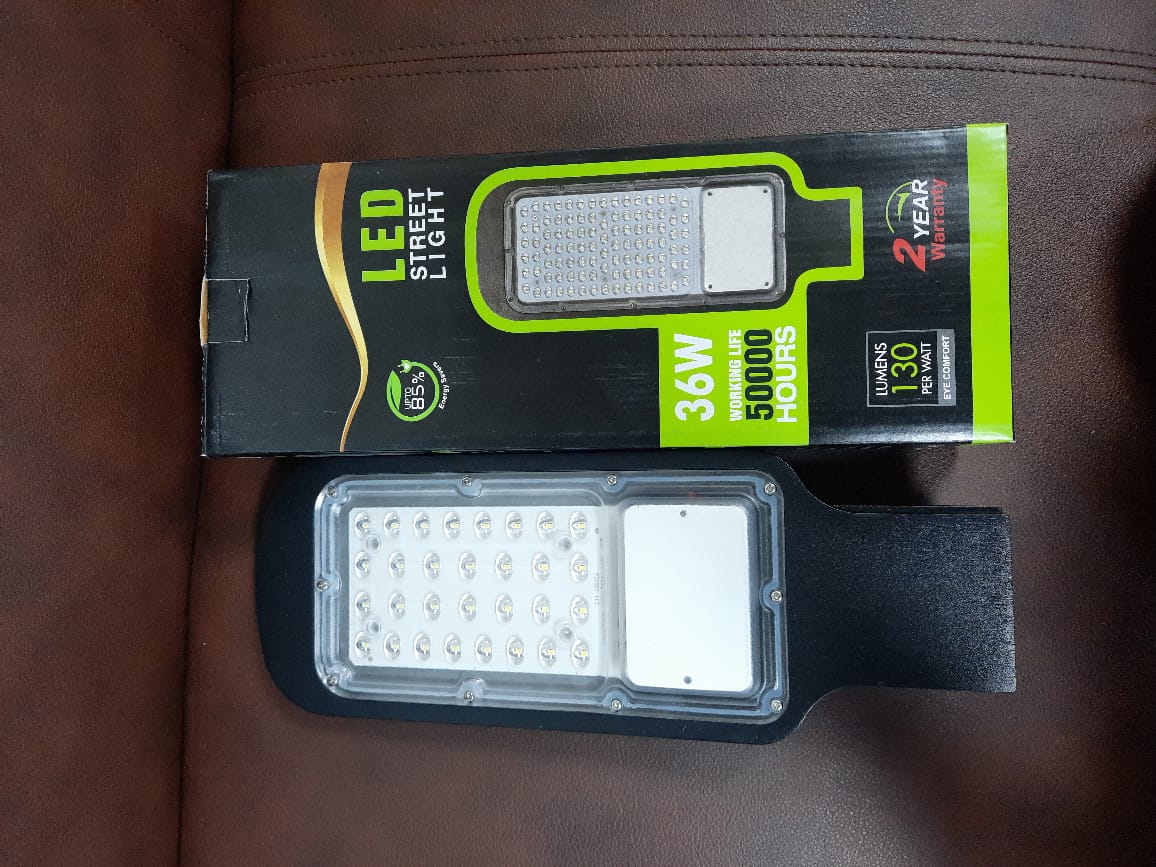 LED
STREET
LIGHT
UPTO
85%
Energy Saver
36W
WORKING LIFE
50000
HOURS
2 YEAR
Warranty
LUMENS
130
PER WATT
EYE COMFORT